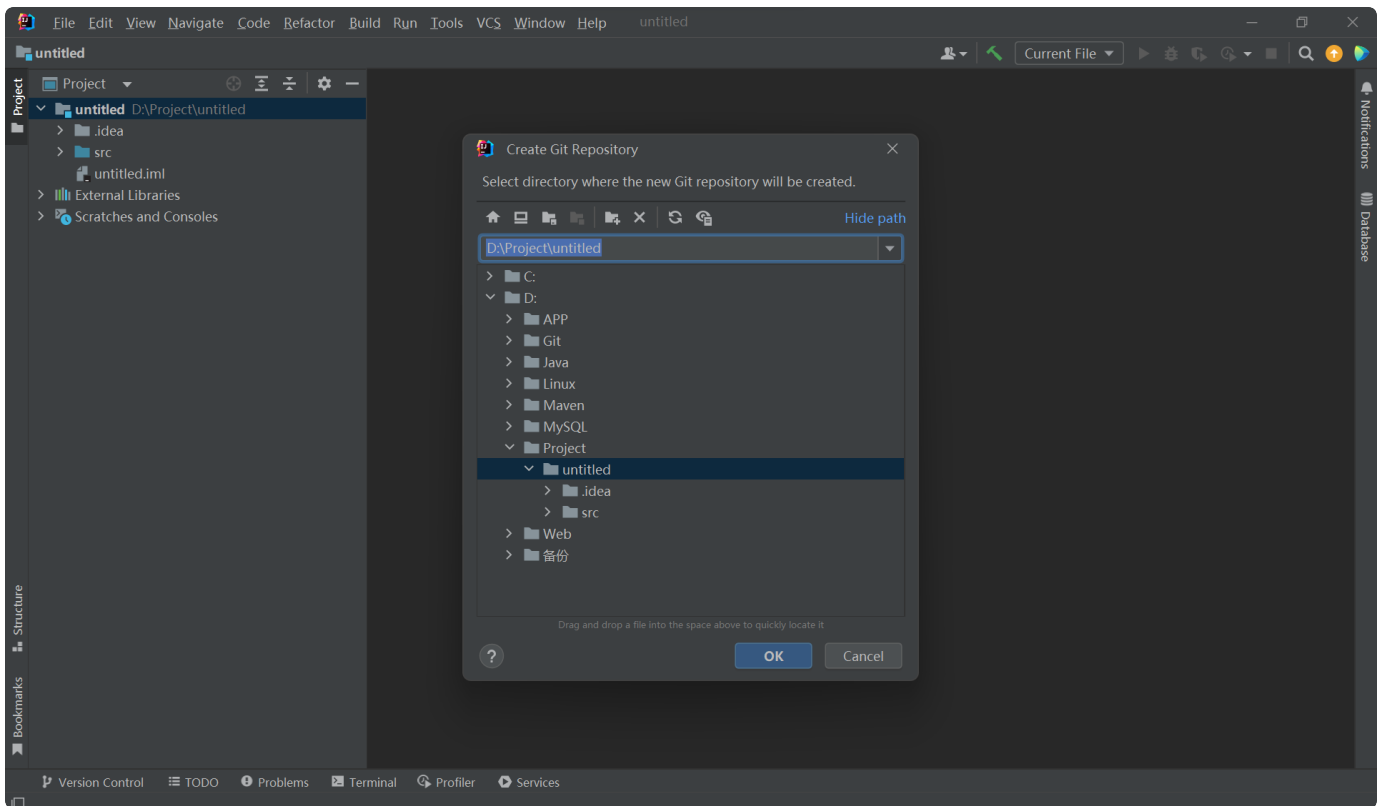 File Edit View Navigate Code Refactor Build Run Tools VCS Window Help untitled
untitled
Current File
Project
Project
untitled D:\Project\untitled
.idea
src
untitled.iml
External Libraries
Scratches and Consoles
Structure
Bookmarks
Create Git Repository
Select directory where the new Git repository will be created.
Hide path
D:\Project\untitled
C:
D:
APP
Git
Java
Linux
Maven
MySQL
Project
untitled
.idea
src
Web
备份
Drag and drop a file into the space above to quickly locate it
?
OK Cancel
Notifications
Database
Version Control TODO Problems Terminal Profiler Services